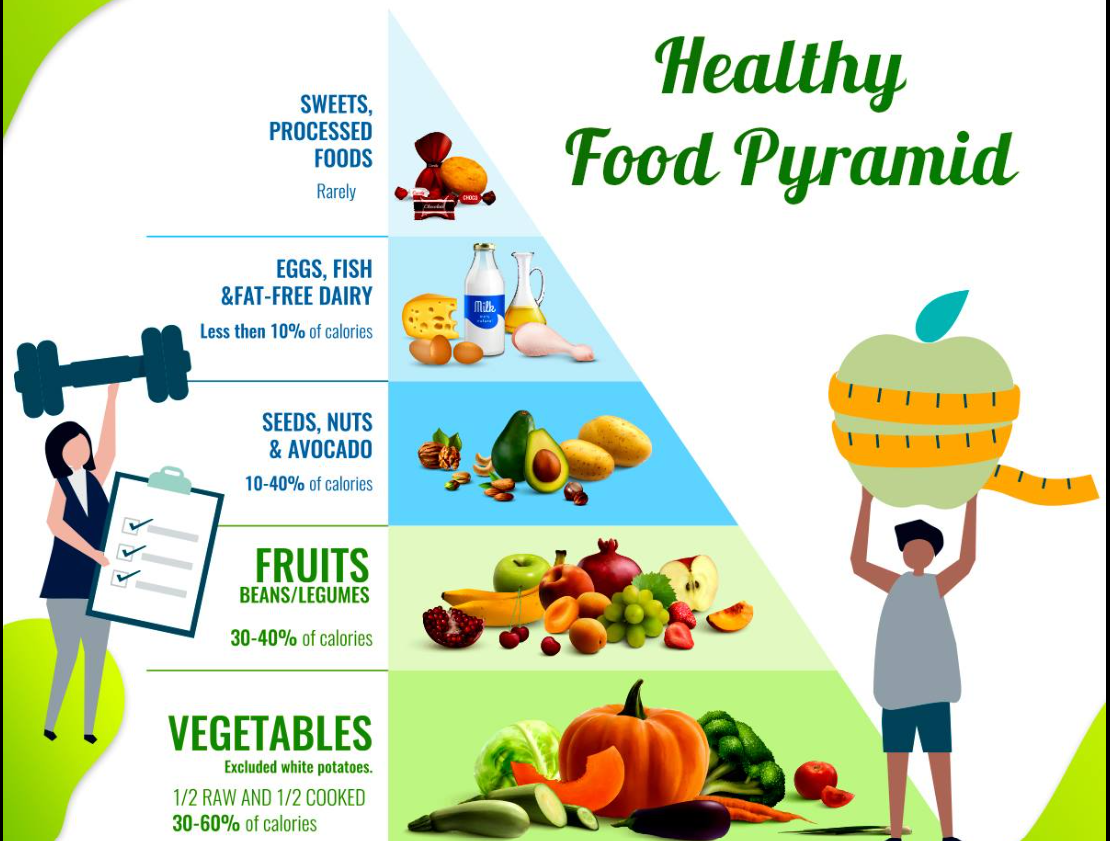 Healthy
Food Pyramid
SWEETS,
PROCESSED
FOODS
Rarely
CHOCO
EGGS, FISH
&FAT-FREE DAIRY
Less then 10% of calories
Milk
SEEDS, NUTS
& AVOCADO
10-40% of calories
FRUITS
BEANS/LEGUMES
30-40% of calories
VEGETABLES
Excluded white potatoes.
1/2 RAW AND 1/2 COOKED
30-60% of calories